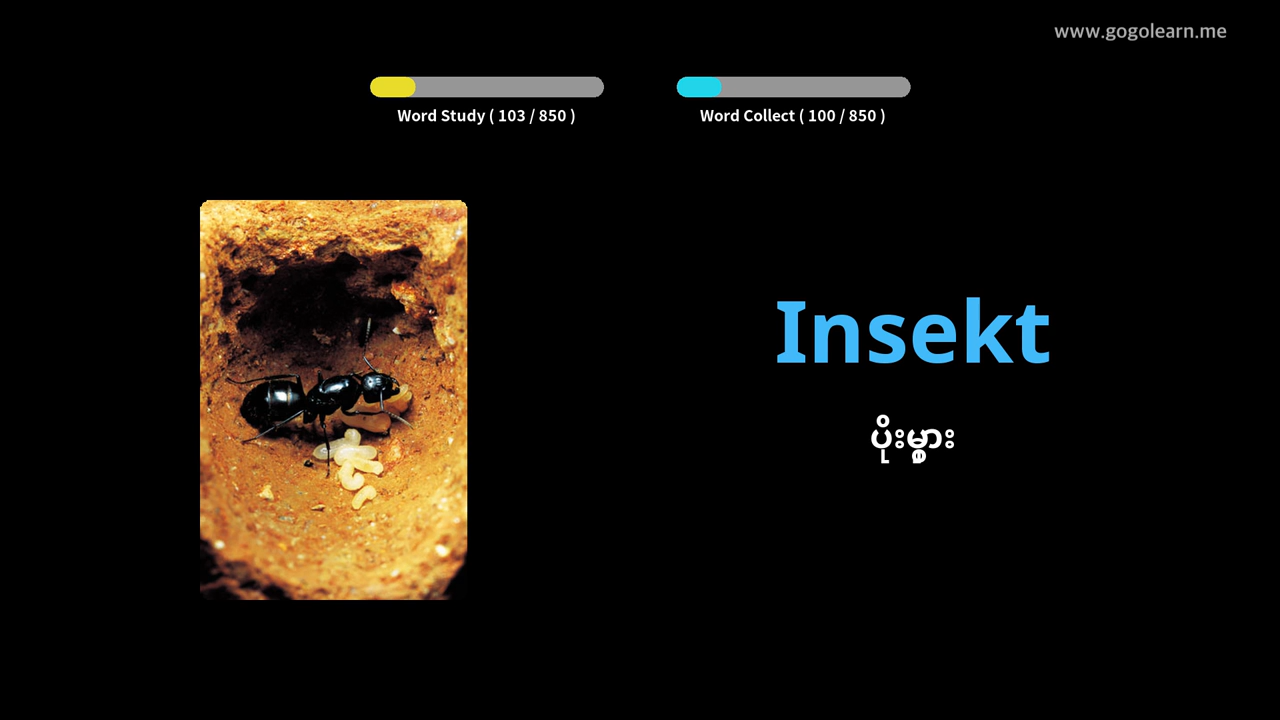 www.gogolearn.me
Word Study ( 103 / 850 )
Word Collect ( 100 / 850 )
Insekt
ပိုးမွှား